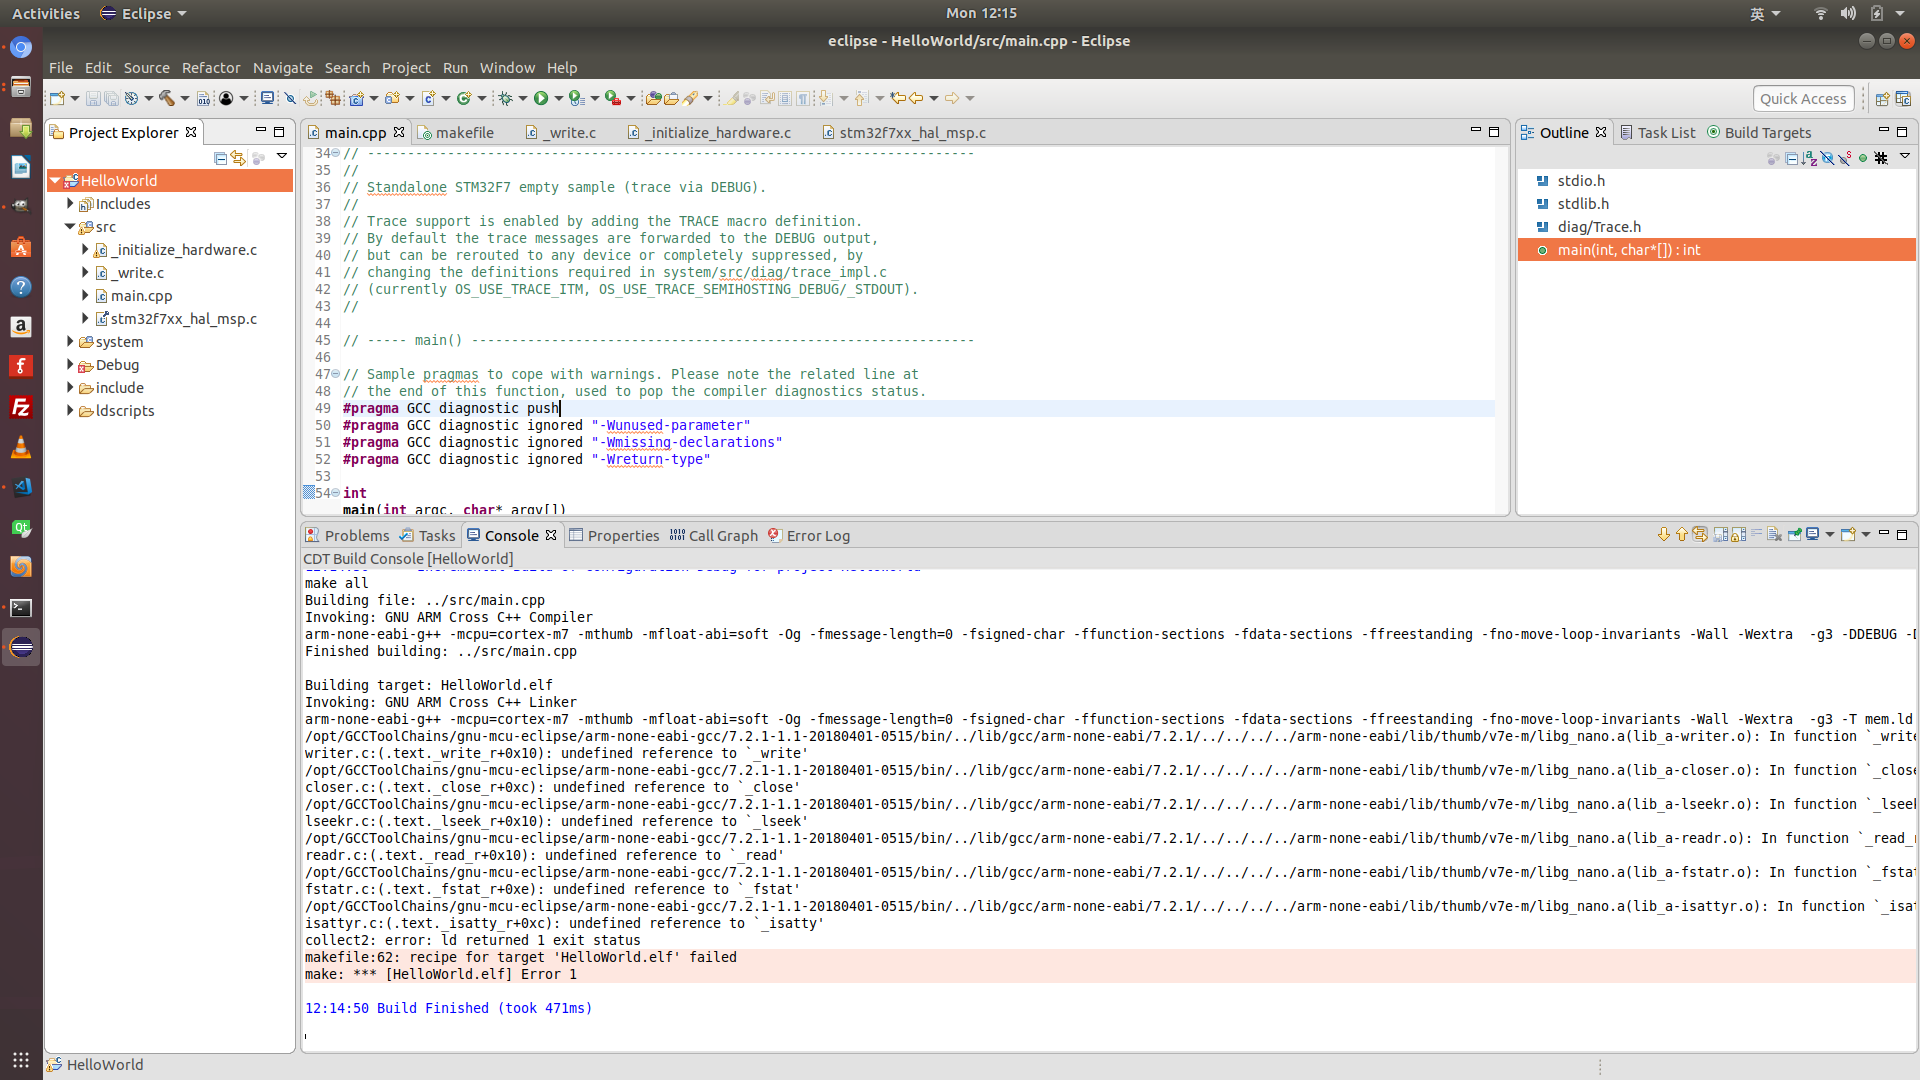 Activities
Eclipse
Mon 12:15
英
eclipse - HelloWorld/src/main.cpp - Eclipse
File Edit Source Refactor Navigate Search Project Run Window Help
Quick Access
Project Explorer
HelloWorld
Includes
src
_initialize_hardware.c
_write.c
main.cpp
stm32f7xx_hal_msp.c
system
Debug
include
ldscripts
main.cpp
makefile
_write.c
_initialize_hardware.c
stm32f7xx_hal_msp.c
34 // ----------------------------------------------------------------------------
35 //
36 // Standalone STM32F7 empty sample (trace via DEBUG).
37 //
38 // Trace support is enabled by adding the TRACE macro definition.
39 // By default the trace messages are forwarded to the DEBUG output,
40 // but can be rerouted to any device or completely suppressed, by
41 // changing the definitions required in system/src/diag/trace_impl.c
42 // (currently OS_USE_TRACE_ITM, OS_USE_TRACE_SEMIHOSTING_DEBUG/_STDOUT).
43 //
44
45 // ----- main() ---------------------------------------------------------------
46
47 // Sample pragmas to cope with warnings. Please note the related line at
48 // the end of this function, used to pop the compiler diagnostics status.
49 #pragma GCC diagnostic push
50 #pragma GCC diagnostic ignored "-Wunused-parameter"
51 #pragma GCC diagnostic ignored "-Wmissing-declarations"
52 #pragma GCC diagnostic ignored "-Wreturn-type"
53
54 int
main(int argc, char* argv[])
Outline
Task List
Build Targets
stdio.h
stdlib.h
diag/Trace.h
main(int, char*[]) : int
Problems
Tasks
Console
Properties
Call Graph
Error Log
CDT Build Console [HelloWorld]
make all
Building file: ../src/main.cpp
Invoking: GNU ARM Cross C++ Compiler
arm-none-eabi-g++ -mcpu=cortex-m7 -mthumb -mfloat-abi=soft -Og -fmessage-length=0 -fsigned-char -ffunction-sections -fdata-sections -ffreestanding -fno-move-loop-invariants -Wall -Wextra  -g3 -DDEBUG
Finished building: ../src/main.cpp
Building target: HelloWorld.elf
Invoking: GNU ARM Cross C++ Linker
arm-none-eabi-g++ -mcpu=cortex-m7 -mthumb -mfloat-abi=soft -Og -fmessage-length=0 -fsigned-char -ffunction-sections -fdata-sections -ffreestanding -fno-move-loop-invariants -Wall -Wextra  -g3 -T mem.ld
/opt/GCCToolChains/gnu-mcu-eclipse/arm-none-eabi-gcc/7.2.1-1.1-20180401-0515/bin/../lib/gcc/arm-none-eabi/7.2.1/../../../../arm-none-eabi/lib/thumb/v7e-m/libg_nano.a(lib_a-writer.o): In function `_write
writer.c:(.text._write_r+0x10): undefined reference to `_write'
/opt/GCCToolChains/gnu-mcu-eclipse/arm-none-eabi-gcc/7.2.1-1.1-20180401-0515/bin/../lib/gcc/arm-none-eabi/7.2.1/../../../../arm-none-eabi/lib/thumb/v7e-m/libg_nano.a(lib_a-closer.o): In function `_close
closer.c:(.text._close_r+0xc): undefined reference to `_close'
/opt/GCCToolChains/gnu-mcu-eclipse/arm-none-eabi-gcc/7.2.1-1.1-20180401-0515/bin/../lib/gcc/arm-none-eabi/7.2.1/../../../../arm-none-eabi/lib/thumb/v7e-m/libg_nano.a(lib_a-lseekr.o): In function `_lseek
lseekr.c:(.text._lseek_r+0x10): undefined reference to `_lseek'
/opt/GCCToolChains/gnu-mcu-eclipse/arm-none-eabi-gcc/7.2.1-1.1-20180401-0515/bin/../lib/gcc/arm-none-eabi/7.2.1/../../../../arm-none-eabi/lib/thumb/v7e-m/libg_nano.a(lib_a-readr.o): In function `_read_r
readr.c:(.text._read_r+0x10): undefined reference to `_read'
/opt/GCCToolChains/gnu-mcu-eclipse/arm-none-eabi-gcc/7.2.1-1.1-20180401-0515/bin/../lib/gcc/arm-none-eabi/7.2.1/../../../../arm-none-eabi/lib/thumb/v7e-m/libg_nano.a(lib_a-fstatr.o): In function `_fstat
fstatr.c:(.text._fstat_r+0xe): undefined reference to `_fstat'
/opt/GCCToolChains/gnu-mcu-eclipse/arm-none-eabi-gcc/7.2.1-1.1-20180401-0515/bin/../lib/gcc/arm-none-eabi/7.2.1/../../../../arm-none-eabi/lib/thumb/v7e-m/libg_nano.a(lib_a-isattyr.o): In function `_isat
isattyr.c:(.text._isatty_r+0xc): undefined reference to `_isatty'
collect2: error: ld returned 1 exit status
makefile:62: recipe for target 'HelloWorld.elf' failed
make: *** [HelloWorld.elf] Error 1
12:14:50 Build Finished (took 471ms)
HelloWorld